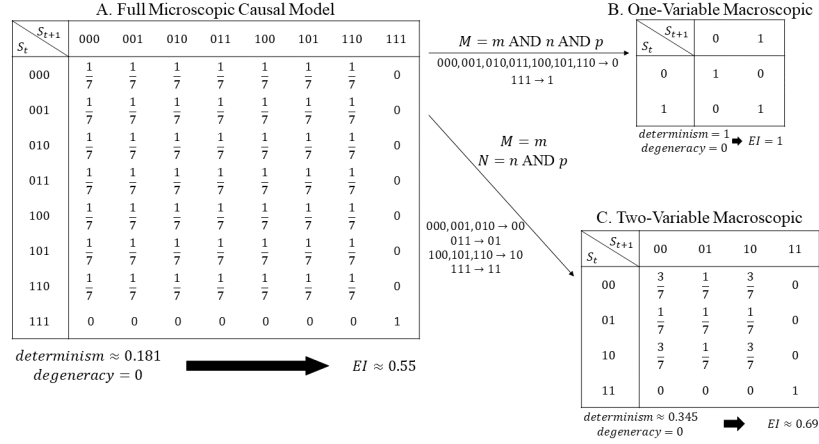 A. Full Microscopic Causal Model
S_t S_{t+1} 000 001 010 011 100 101 110 111
000 1/7 1/7 1/7 1/7 1/7 1/7 1/7 0
001 1/7 1/7 1/7 1/7 1/7 1/7 1/7 0
010 1/7 1/7 1/7 1/7 1/7 1/7 1/7 0
011 1/7 1/7 1/7 1/7 1/7 1/7 1/7 0
100 1/7 1/7 1/7 1/7 1/7 1/7 1/7 0
101 1/7 1/7 1/7 1/7 1/7 1/7 1/7 0
110 1/7 1/7 1/7 1/7 1/7 1/7 1/7 0
111 0 0 0 0 0 0 0 1
determinism ≈ 0.181
degeneracy = 0
EI ≈ 0.55
M = m AND n AND p
000,001,010,011,100,101,110 → 0
111 → 1
B. One-Variable Macroscopic
S_t S_{t+1} 0 1
0 1 0
1 0 1
determinism = 1
degeneracy = 0
EI = 1
M = m
N = n AND p
000,001,010 → 00
011 → 01
100,101,110 → 10
111 → 11
C. Two-Variable Macroscopic
S_t S_{t+1} 00 01 10 11
00 3/7 1/7 3/7 0
01 1/7 1/7 1/7 0
10 3/7 1/7 3/7 0
11 0 0 0 1
determinism ≈ 0.345
degeneracy = 0
EI ≈ 0.69